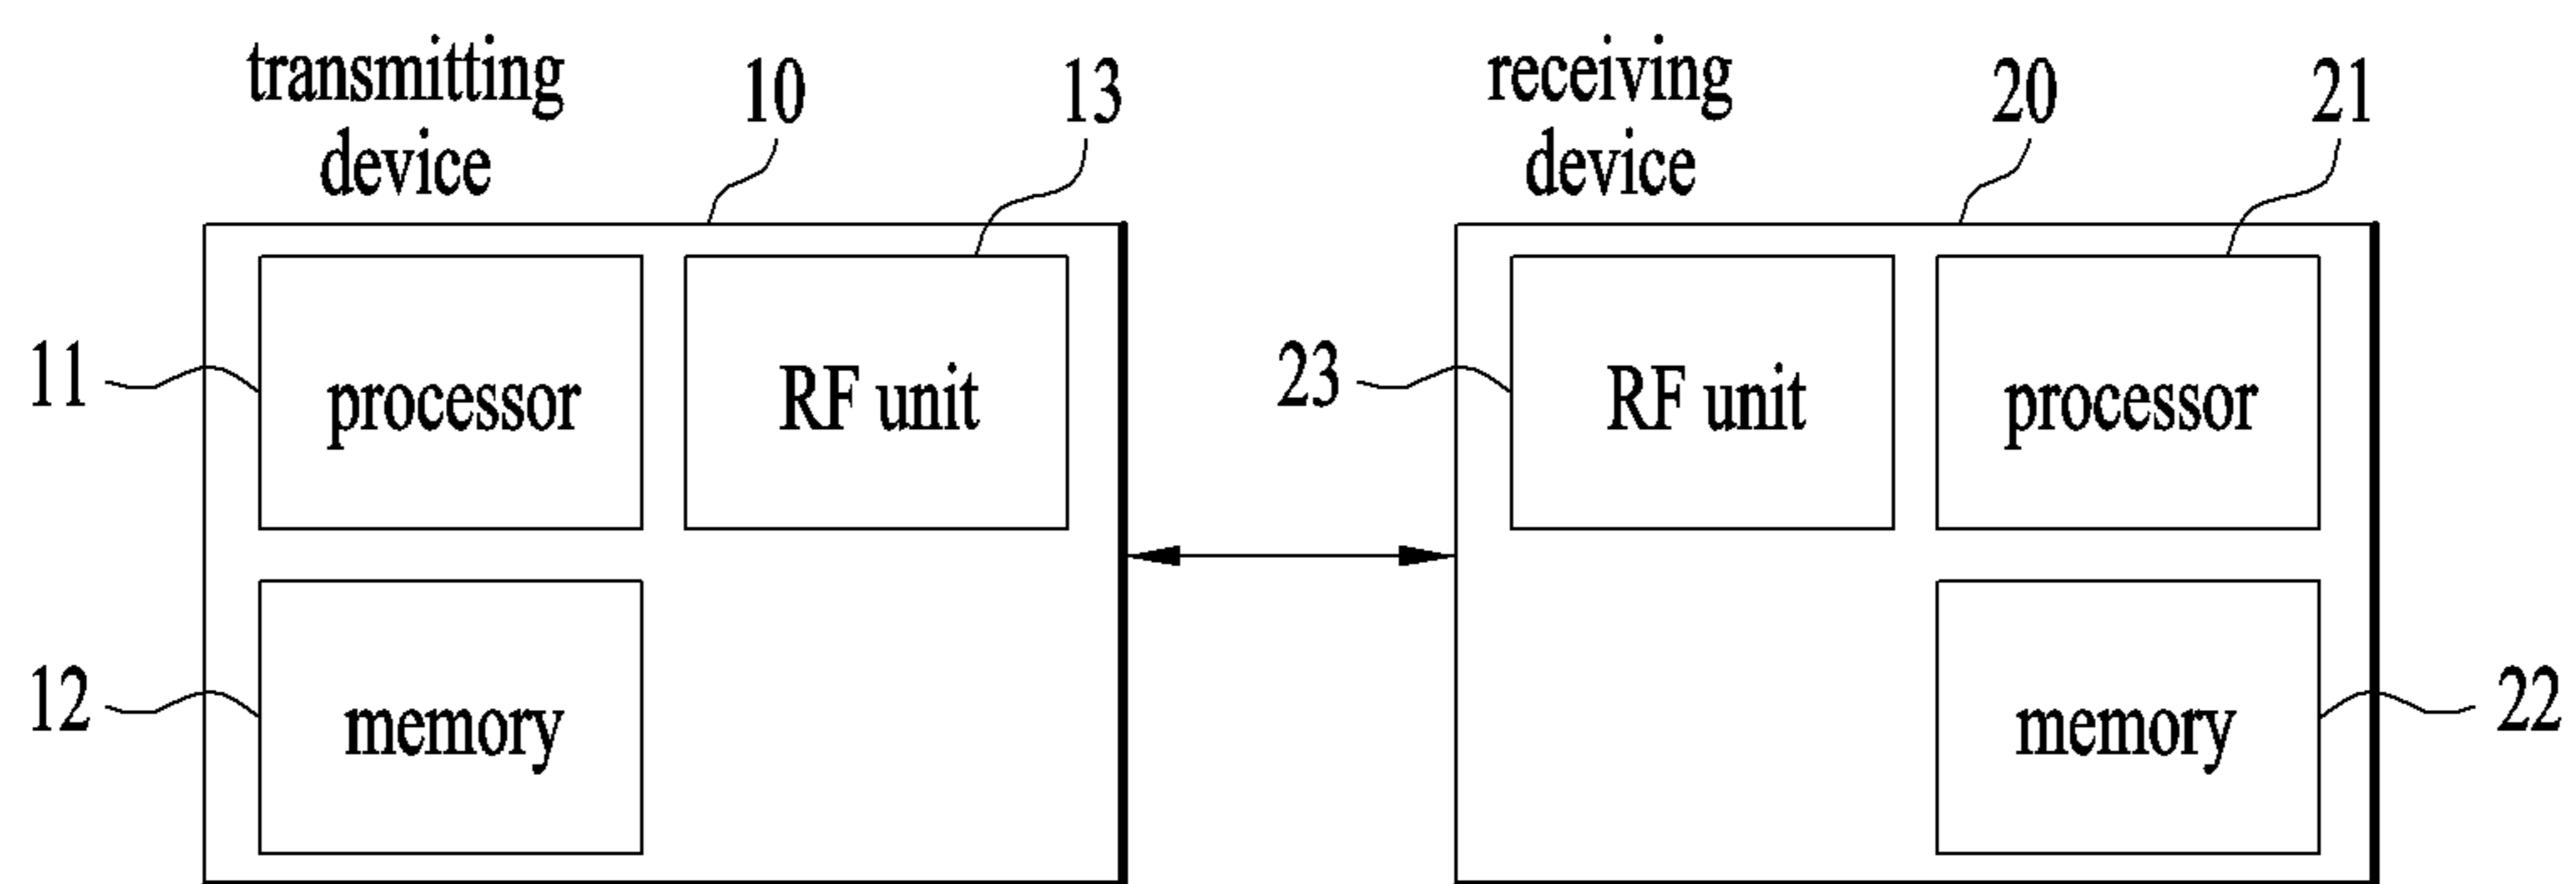 transmitting
device
10
13
receiving
device
20
21
11
processor
RF unit
23
RF unit
processor
12
memory
memory
22